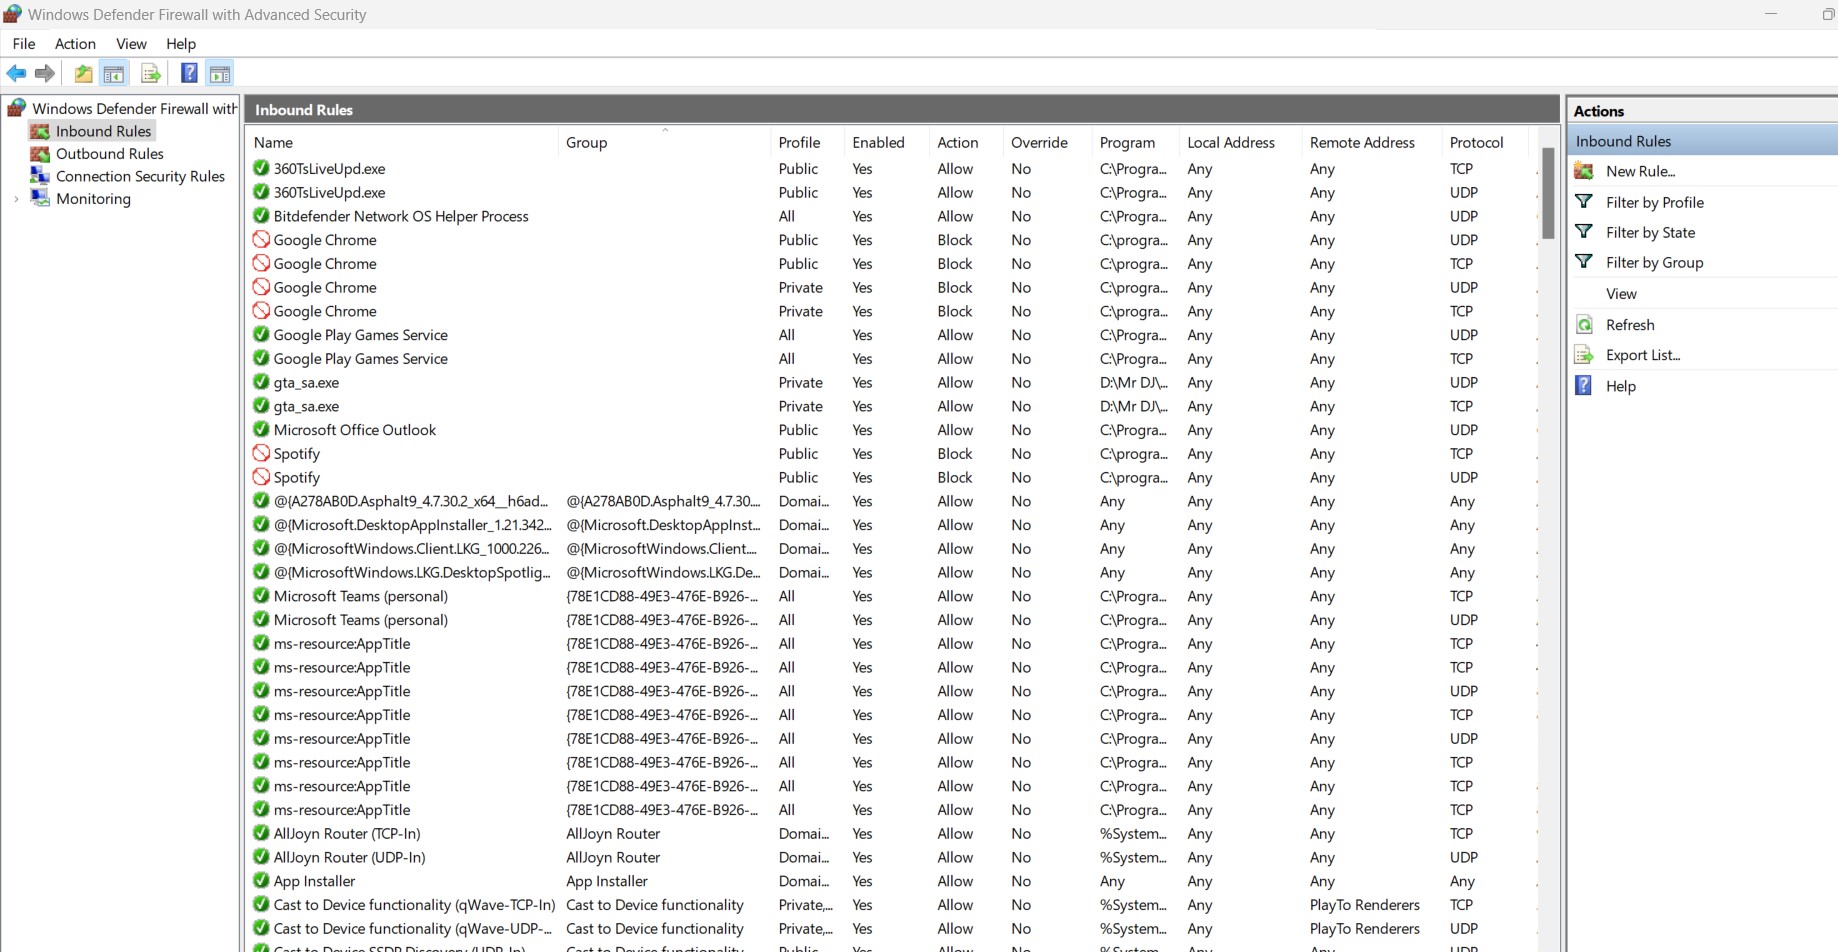 Windows Defender Firewall with Advanced Security
File Action View Help
Windows Defender Firewall with
Inbound Rules
Outbound Rules
Connection Security Rules
Monitoring
Inbound Rules
Name Group Profile Enabled Action Override Program Local Address Remote Address Protocol
360TsLiveUpd.exe Public Yes Allow No C:\Progra... Any Any TCP
360TsLiveUpd.exe Public Yes Allow No C:\Progra... Any Any UDP
Bitdefender Network OS Helper Process All Yes Allow No C:\Progra... Any Any UDP
Google Chrome Public Yes Block No C:\progra... Any Any UDP
Google Chrome Public Yes Block No C:\progra... Any Any TCP
Google Chrome Private Yes Block No C:\progra... Any Any UDP
Google Chrome Private Yes Block No C:\progra... Any Any TCP
Google Play Games Service All Yes Allow No C:\Progra... Any Any UDP
Google Play Games Service All Yes Allow No C:\Progra... Any Any TCP
gta_sa.exe Private Yes Allow No D:\Mr DJ\... Any Any UDP
gta_sa.exe Private Yes Allow No D:\Mr DJ\... Any Any TCP
Microsoft Office Outlook Public Yes Allow No C:\Progra... Any Any UDP
Spotify Public Yes Block No C:\progra... Any Any TCP
Spotify Public Yes Block No C:\progra... Any Any UDP
@{A278AB0D.Asphalt9_4.7.30.2_x64__h6ad... @{A278AB0D.Asphalt9_4.7.30.... Domai... Yes Allow No Any Any Any Any
@{Microsoft.DesktopAppInstaller_1.21.342... @{Microsoft.DesktopAppInst... Domai... Yes Allow No Any Any Any Any
@{MicrosoftWindows.Client.LKG_1000.226... @{MicrosoftWindows.Client.... Domai... Yes Allow No Any Any Any Any
@{MicrosoftWindows.LKG.DesktopSpotlig... @{MicrosoftWindows.LKG.De... Domai... Yes Allow No Any Any Any Any
Microsoft Teams (personal) {78E1CD88-49E3-476E-B926-... All Yes Allow No C:\Progra... Any Any TCP
Microsoft Teams (personal) {78E1CD88-49E3-476E-B926-... All Yes Allow No C:\Progra... Any Any UDP
ms-resource:AppTitle {78E1CD88-49E3-476E-B926-... All Yes Allow No C:\Progra... Any Any TCP
ms-resource:AppTitle {78E1CD88-49E3-476E-B926-... All Yes Allow No C:\Progra... Any Any TCP
ms-resource:AppTitle {78E1CD88-49E3-476E-B926-... All Yes Allow No C:\Progra... Any Any UDP
ms-resource:AppTitle {78E1CD88-49E3-476E-B926-... All Yes Allow No C:\Progra... Any Any TCP
ms-resource:AppTitle {78E1CD88-49E3-476E-B926-... All Yes Allow No C:\Progra... Any Any UDP
ms-resource:AppTitle {78E1CD88-49E3-476E-B926-... All Yes Allow No C:\Progra... Any Any TCP
ms-resource:AppTitle {78E1CD88-49E3-476E-B926-... All Yes Allow No C:\Progra... Any Any TCP
ms-resource:AppTitle {78E1CD88-49E3-476E-B926-... All Yes Allow No C:\Progra... Any Any TCP
AllJoyn Router (TCP-In) AllJoyn Router Domai... Yes Allow No %System... Any Any TCP
AllJoyn Router (UDP-In) AllJoyn Router Domai... Yes Allow No %System... Any Any UDP
App Installer App Installer Domai... Yes Allow No Any Any Any Any
Cast to Device functionality (qWave-TCP-In) Cast to Device functionality Private,... Yes Allow No %System... Any PlayTo Renderers TCP
Cast to Device functionality (qWave-UDP-... Cast to Device functionality Private,... Yes Allow No %System... Any PlayTo Renderers UDP
Cast to Device SSDP Discovery (UDP-In) Cast to Device functionality Public Yes Allow No %System... Any Any UDP
Actions
Inbound Rules
New Rule...
Filter by Profile
Filter by State
Filter by Group
View
Refresh
Export List...
Help